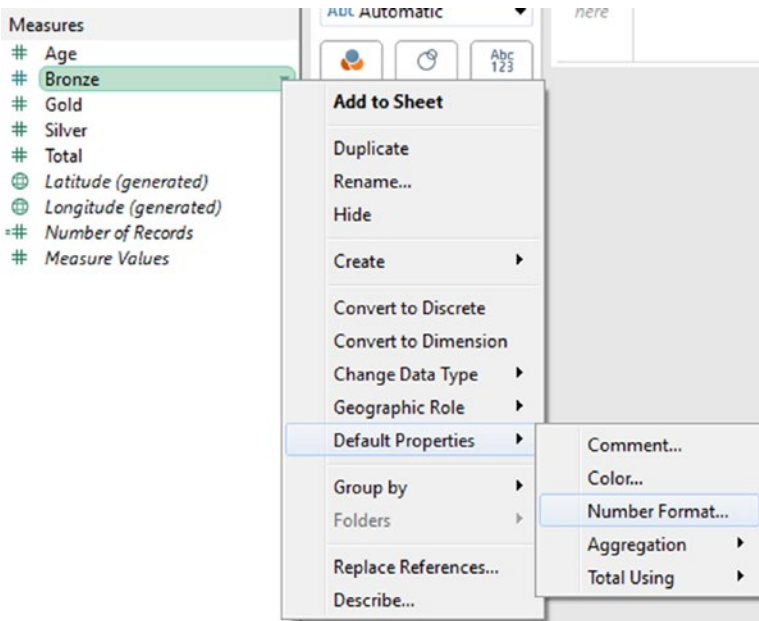 Measures
Age
Bronze
Gold
Silver
Total
Latitude (generated)
Longitude (generated)
Number of Records
Measure Values
Abc Automatic
Abc
123
here
Add to Sheet
Duplicate
Rename...
Hide
Create
Convert to Discrete
Convert to Dimension
Change Data Type
Geographic Role
Default Properties
Group by
Folders
Replace References...
Describe...
Comment...
Color...
Number Format...
Aggregation
Total Using